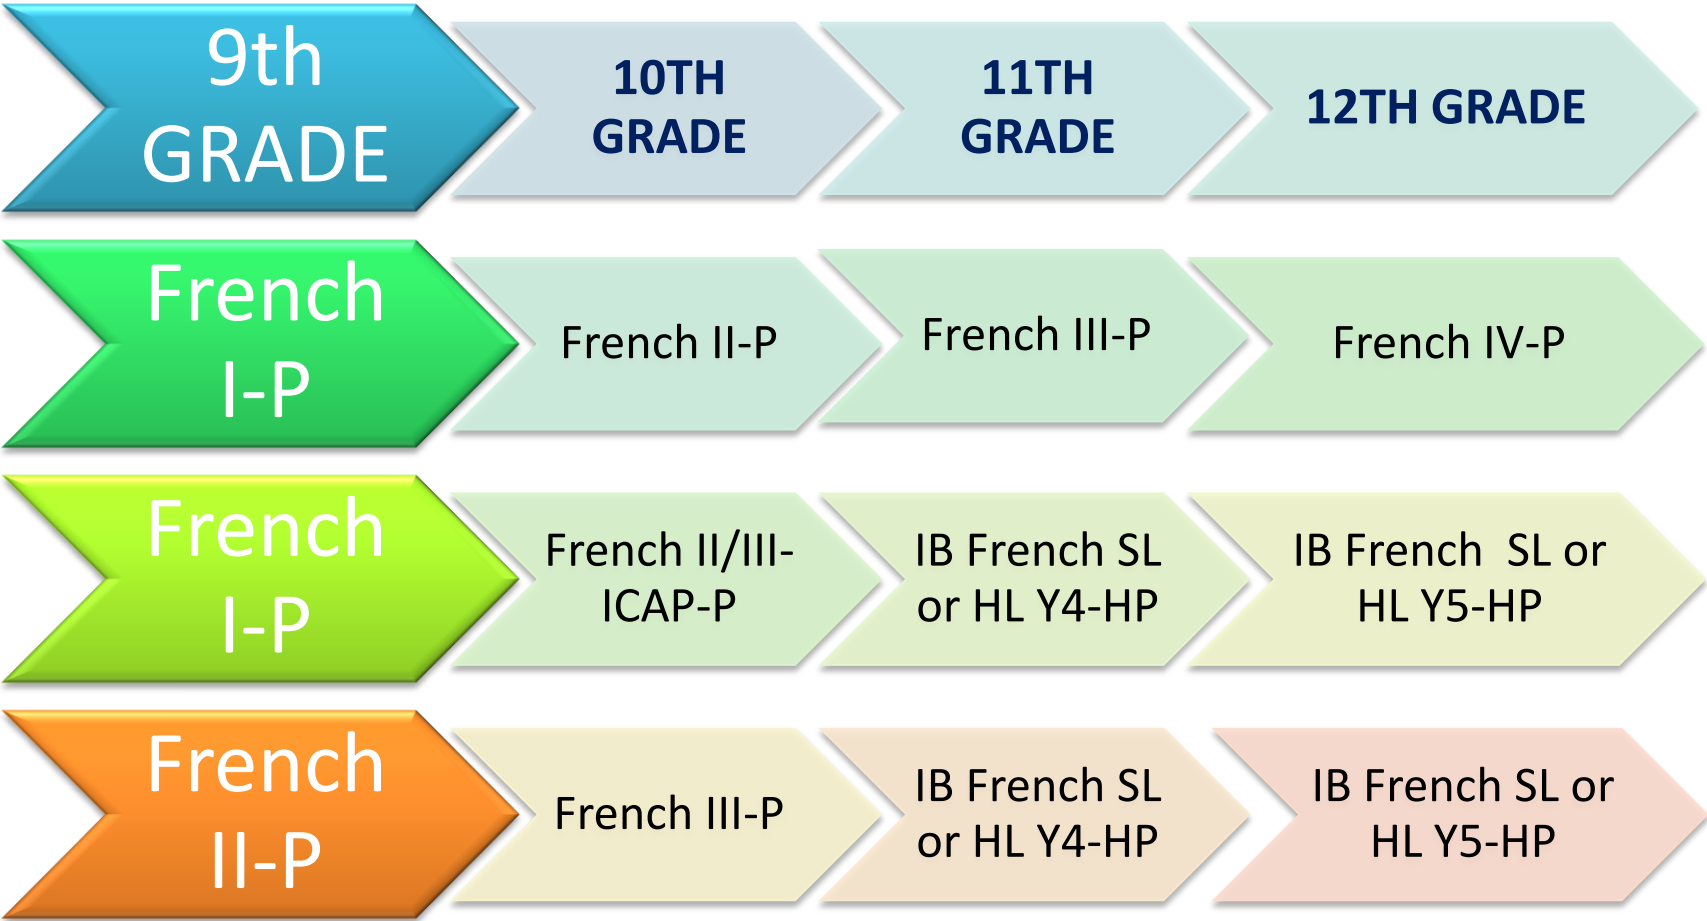 9th
GRADE
10TH
GRADE
11TH
GRADE
12TH GRADE
French
I-P
French II-P
French III-P
French IV-P
French
I-P
French II/III-
ICAP-P
IB French SL
or HL Y4-HP
IB French  SL or
HL Y5-HP
French
II-P
French III-P
IB French SL
or HL Y4-HP
IB French SL or
HL Y5-HP